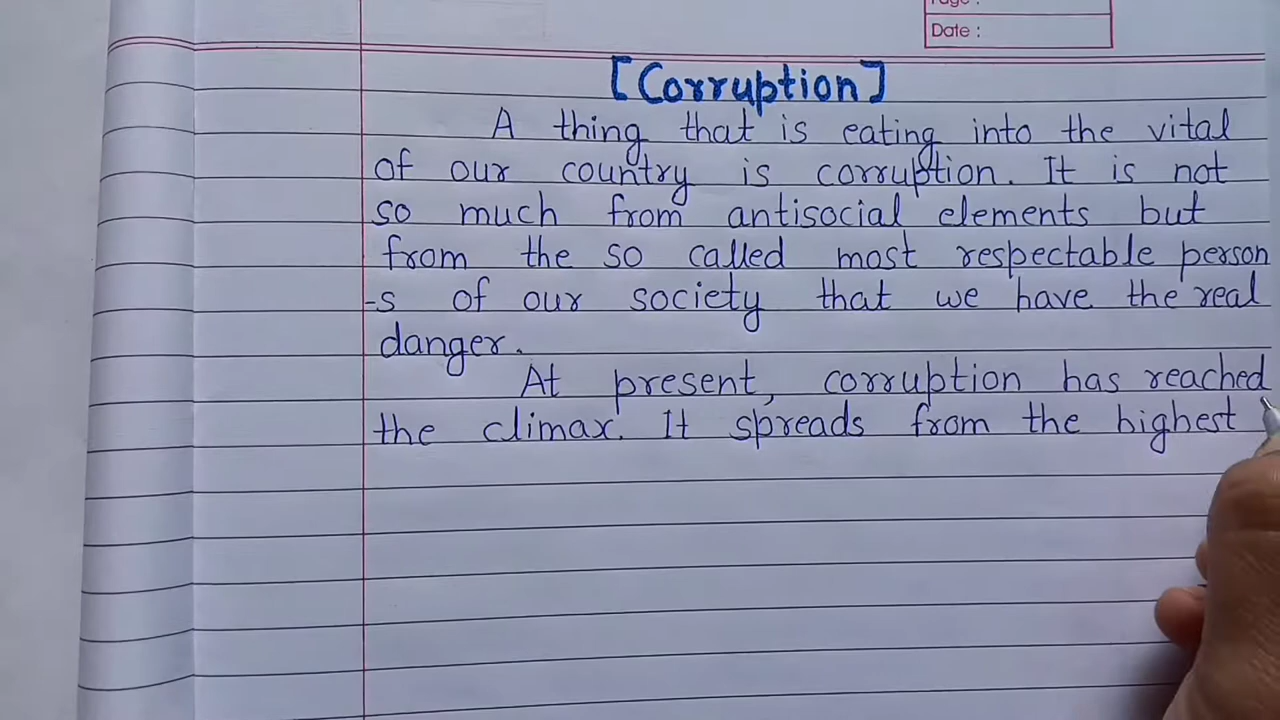 Page :
Date :
[Corruption]
A thing that is eating into the vital
of our country is corruption. It is not
so much from antisocial elements but
from the so called most respectable person
-s of our society that we have the real
danger.
At present, corruption has reached
the climax. It spreads from the highest